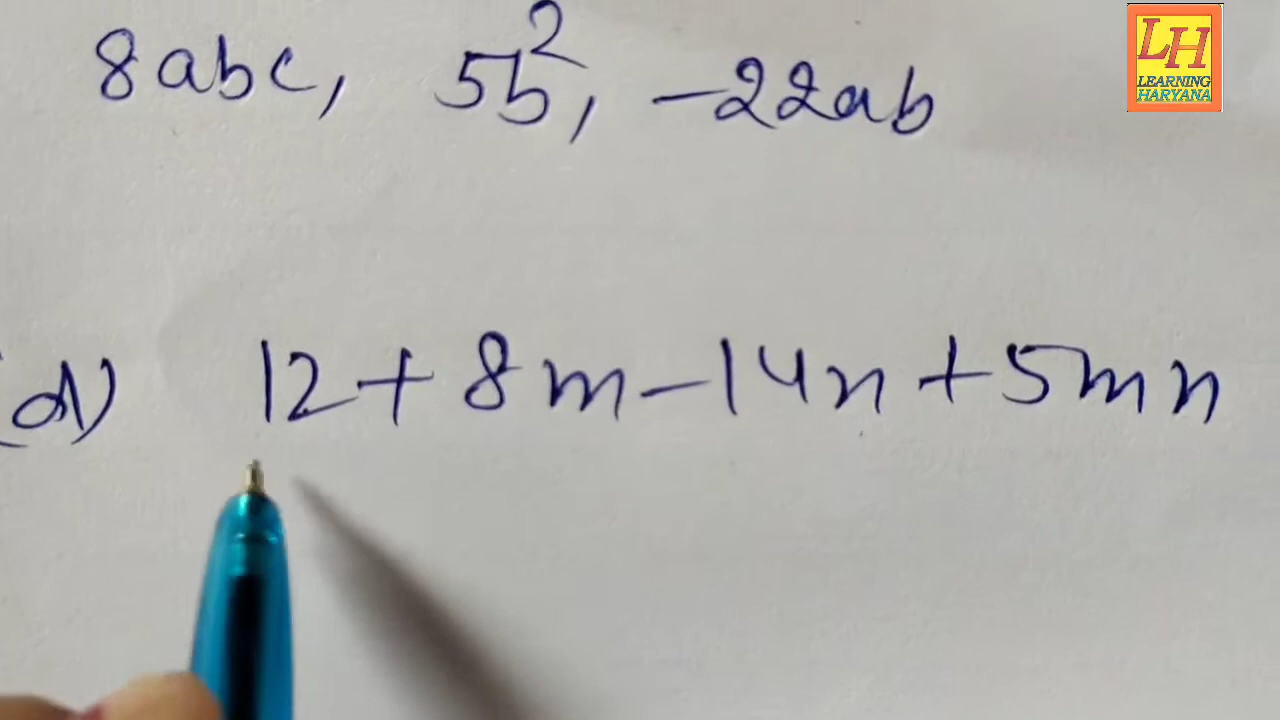 8abc, 5b², -22ab
LH
LEARNING
HARYANA
(d) 12 + 8m - 14n + 5mn